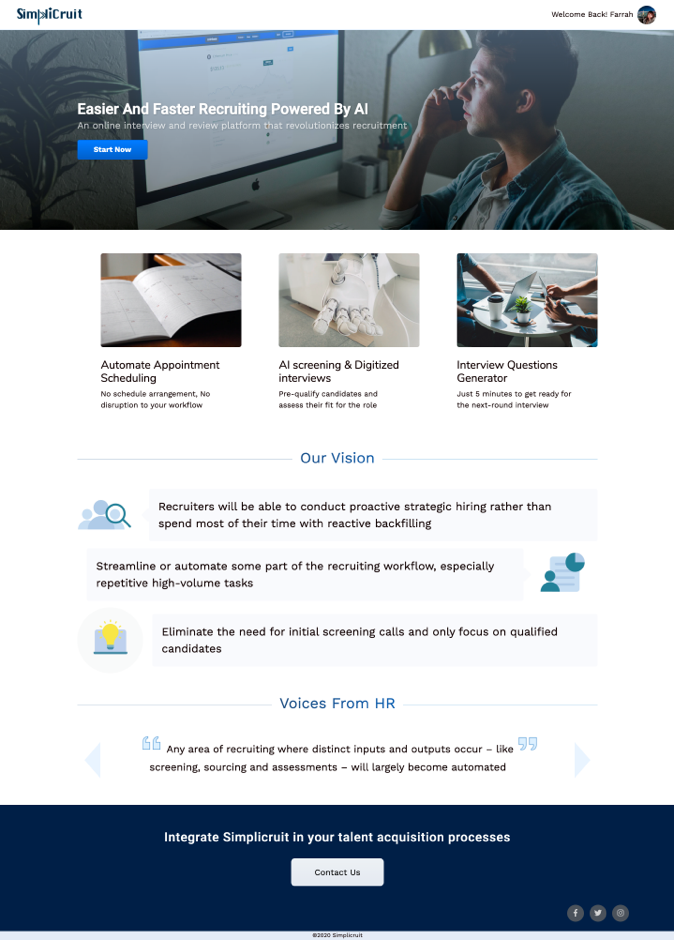 SimpliCruit
Welcome Back! Farrah
Easier And Faster Recruiting Powered By AI
An online interview and review platform that revolutionizes recruitment
Start Now
Automate Appointment
Scheduling
No schedule arrangement, No
disruption to your workflow
AI screening & Digitized
interviews
Pre-qualify candidates and
assess their fit for the role
Interview Questions
Generator
Just 5 minutes to get ready for
the next-round interview
Our Vision
Recruiters will be able to conduct proactive strategic hiring rather than
spend most of their time with reactive backfilling
Streamline or automate some part of the recruiting workflow, especially
repetitive high-volume tasks
Eliminate the need for initial screening calls and only focus on qualified
candidates
Voices From HR
“ Any area of recruiting where distinct inputs and outputs occur – like ”
screening, sourcing and assessments – will largely become automated
Integrate Simplicruit in your talent acquisition processes
Contact Us
©2020 Simplicruit